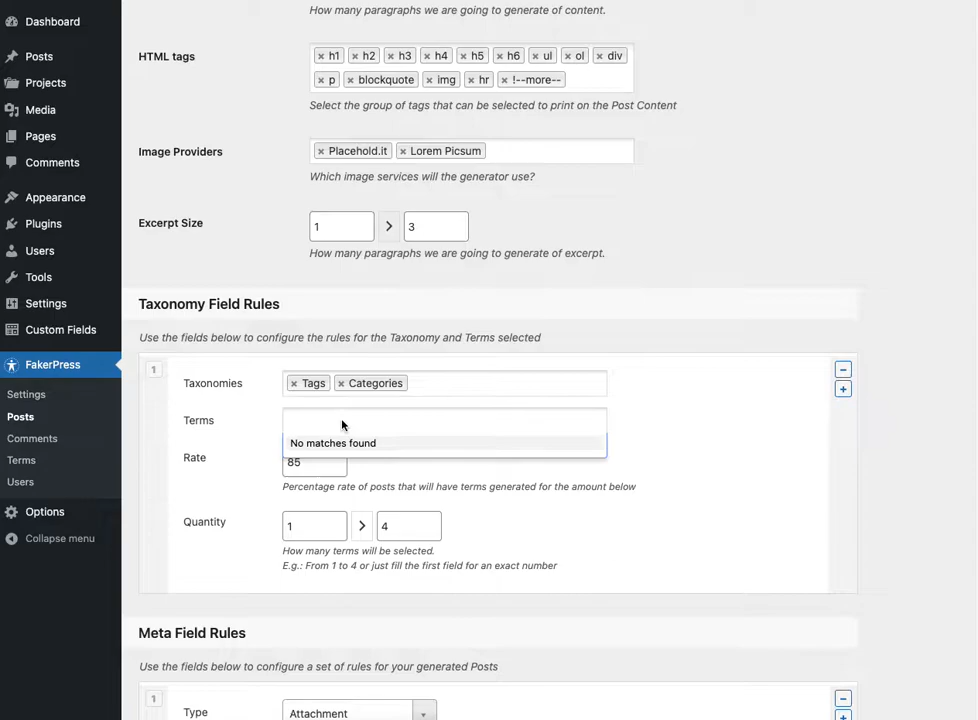 Dashboard
Posts
Projects
Media
Pages
Comments
Appearance
Plugins
Users
Tools
Settings
Custom Fields
FakerPress
Settings
Posts
Comments
Terms
Users
Options
Collapse menu
How many paragraphs we are going to generate of content.
HTML tags
× h1 × h2 × h3 × h4 × h5 × h6 × ul × ol × div
× p × blockquote × img × hr × !--more--
Select the group of tags that can be selected to print on the Post Content
Image Providers
× Placehold.it × Lorem Picsum
Which image services will the generator use?
Excerpt Size
1 > 3
How many paragraphs we are going to generate of excerpt.
Taxonomy Field Rules
Use the fields below to configure the rules for the Taxonomy and Terms selected
1
Taxonomies
× Tags × Categories
Terms
No matches found
Rate
85
Percentage rate of posts that will have terms generated for the amount below
Quantity
1 > 4
How many terms will be selected.
E.g.: From 1 to 4 or just fill the first field for an exact number
Meta Field Rules
Use the fields below to configure a set of rules for your generated Posts
1
Type
Attachment